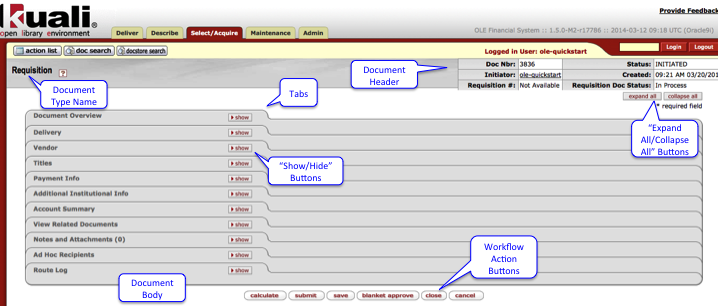 Provide Feedback
kuali®
open library environment
Deliver Describe Select/Acquire Maintenance Admin
OLE Financial System :: 1.5.0-M2-r17786 :: 2014-03-12 09:18 UTC (Oracle9i)
action list doc search docstore search
Logged in User: ole-quickstart
Login Logout
Requisition ?
Doc Nbr: 3836 Status: INITIATED
Initiator: ole-quickstart Created: 09:21 AM 03/20/201
Requisition #: Not Available Requisition Doc Status: In Process
expand all collapse all
* required field
Document
Type Name
Document
Header
Tabs
"Expand
All/Collapse
All" Buttons
Document Overview show
Delivery show
Vendor show
Titles show
"Show/Hide"
Buttons
Payment Info show
Additional Institutional Info show
Account Summary show
View Related Documents show
Notes and Attachments (0) show
Ad Hoc Recipients show
Route Log show
Workflow
Action
Buttons
Document
Body
calculate submit save blanket approve close cancel